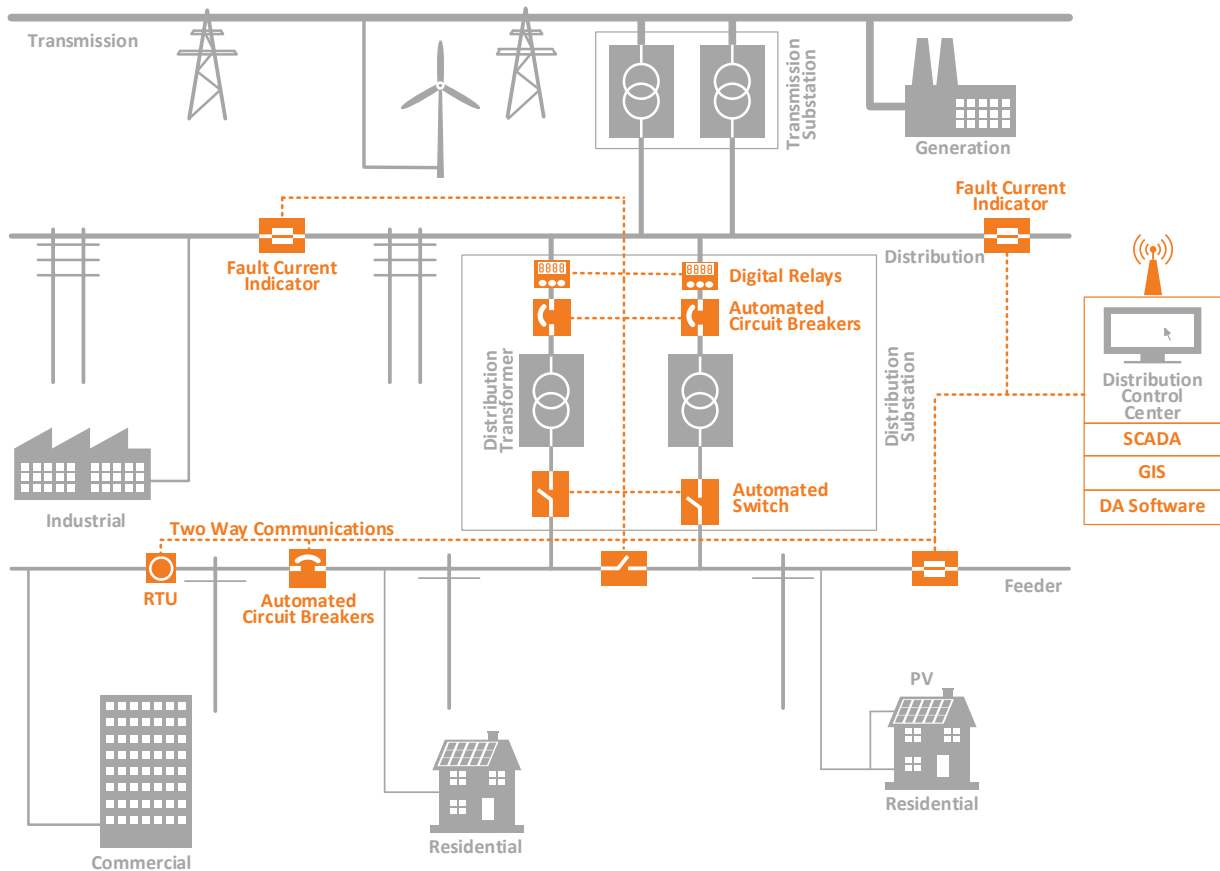 Transmission
Transmission
Substation
Generation
Fault Current
Indicator
Fault Current
Indicator
Distribution
8888
8888
Digital Relays
Automated
Circuit Breakers
Distribution
Transformer
Distribution
Substation
Distribution
Control
Center
SCADA
GIS
DA Software
Automated
Switch
Industrial
Two Way Communications
RTU
Automated
Circuit Breakers
Feeder
PV
Residential
Residential
Commercial